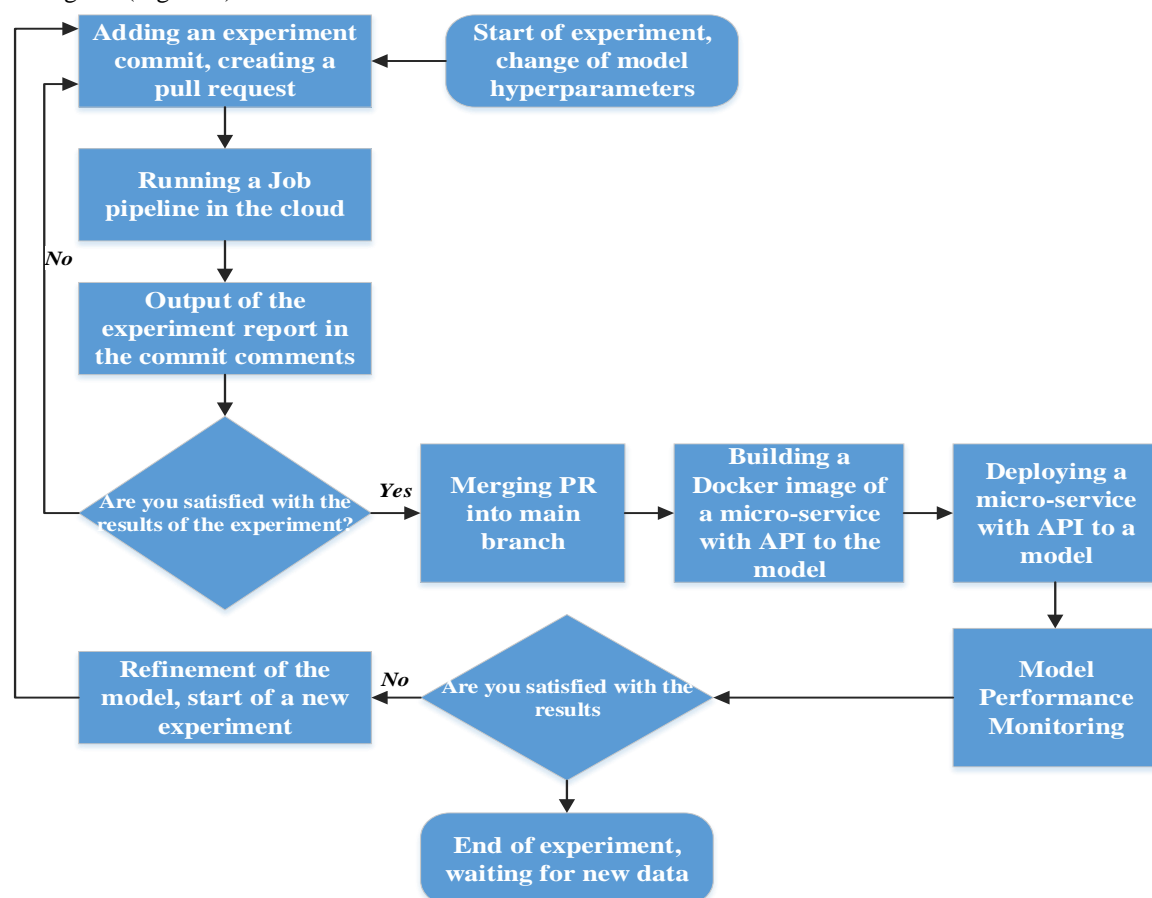 Adding an experiment
commit, creating a
pull request
Start of experiment,
change of model
hyperparameters
Running a Job
pipeline in the cloud
No
Output of the
experiment report in
the commit comments
Are you satisfied with the
results of the experiment?
Yes
Merging PR
into main
branch
Building a
Docker image of
a micro-service
with API to the
model
Deploying a
micro-service
with API to a
model
Model
Performance
Monitoring
Are you satisfied with the
results
No
Refinement of the
model, start of a new
experiment
End of experiment,
waiting for new data